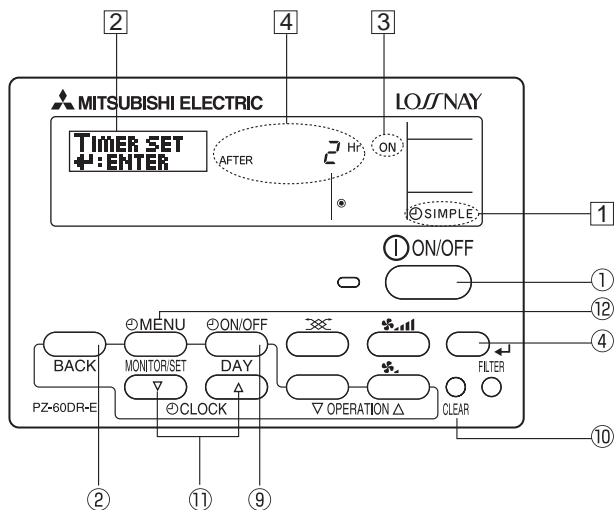 2 4 3
MITSUBISHI ELECTRIC LOSSNAY
TIMER SET
↵:ENTER
AFTER 2 Hr ON
SIMPLE 1
ON/OFF
①
⑫
MENU ON/OFF
④
BACK MONITOR/SET DAY FILTER
PZ-60DR-E CLOCK ▽ OPERATION △ CLEAR
⑩
② ⑪ ⑨